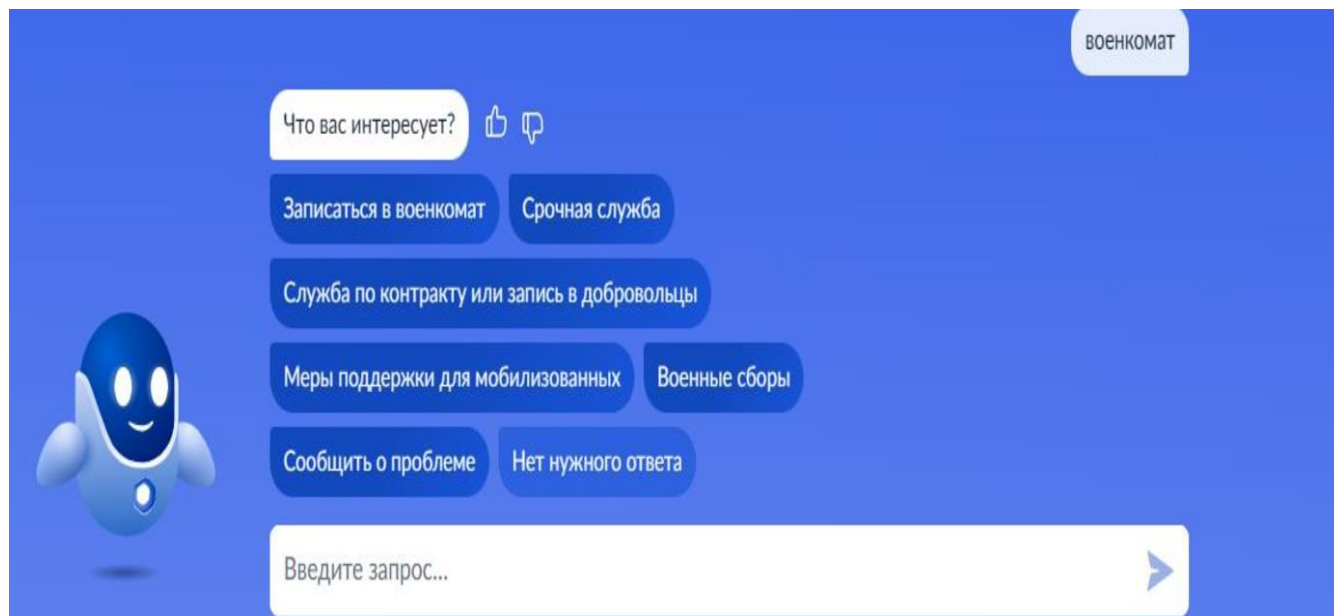 военкомат
Что вас интересует?
Записаться в военкомат Срочная служба
Служба по контракту или запись в добровольцы
Меры поддержки для мобилизованных Военные сборы
Сообщить о проблеме Нет нужного ответа
Введите запрос...